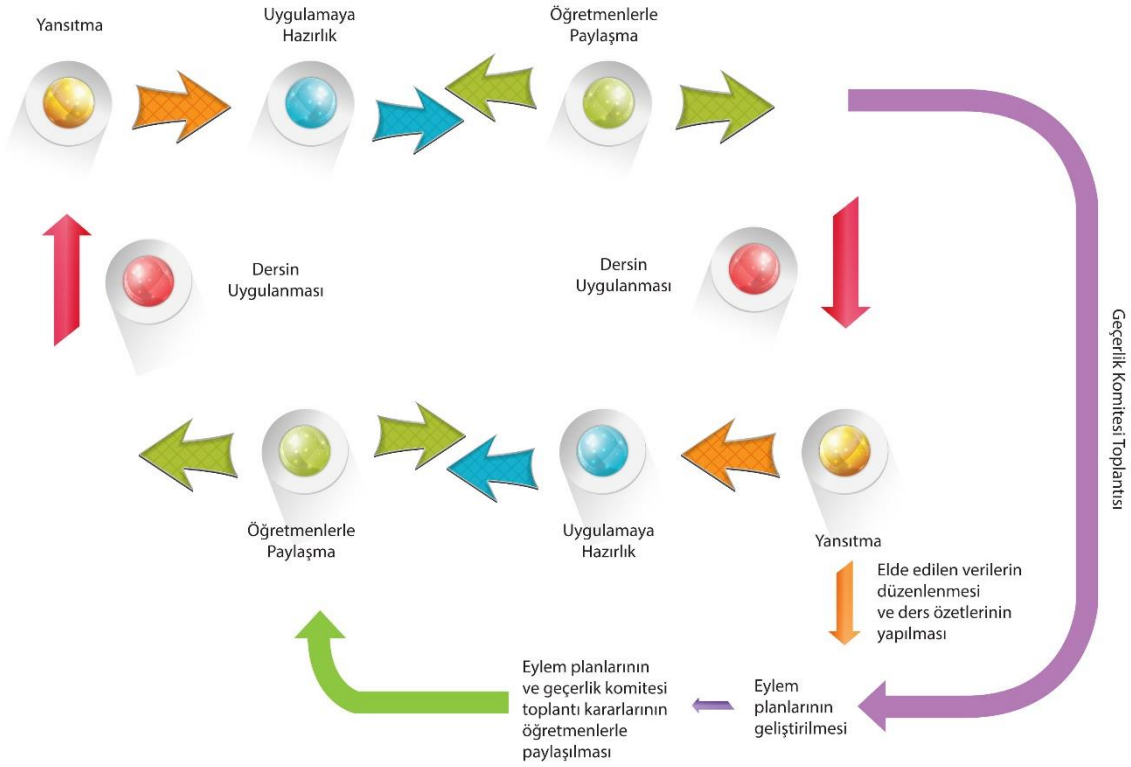 Yansıtma
Uygulamaya
Hazırlık
Öğretmenlerle
Paylaşma
Dersin
Uygulanması
Dersin
Uygulanması
Geçerlik Komitesi Toplantısı
Öğretmenlerle
Paylaşma
Uygulamaya
Hazırlık
Yansıtma
Elde edilen verilerin
düzenlenmesi
ve ders özetlerinin
yapılması
Eylem planlarının
ve geçerlik komitesi
toplantı kararlarının
öğretmenlerle
paylaşılması
Eylem
planlarının
geliştirilmesi